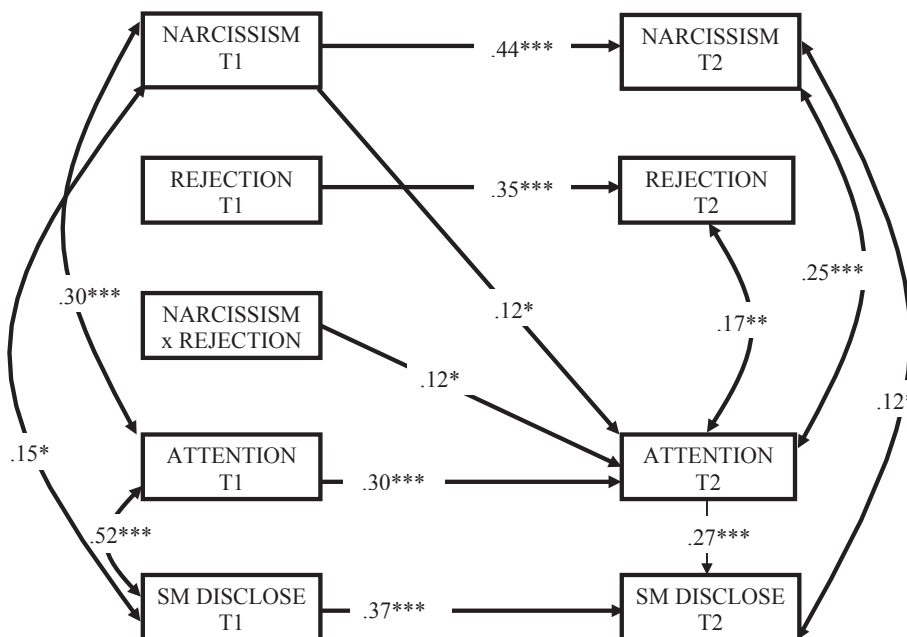 NARCISSISM
T1
.44***
NARCISSISM
T2
REJECTION
T1
.35***
REJECTION
T2
.30***
.25***
NARCISSISM
x REJECTION
.12*
.17**
.12*
.12*
.15*
ATTENTION
T1
.30***
ATTENTION
T2
.52***
.27***
SM DISCLOSE
T1
.37***
SM DISCLOSE
T2